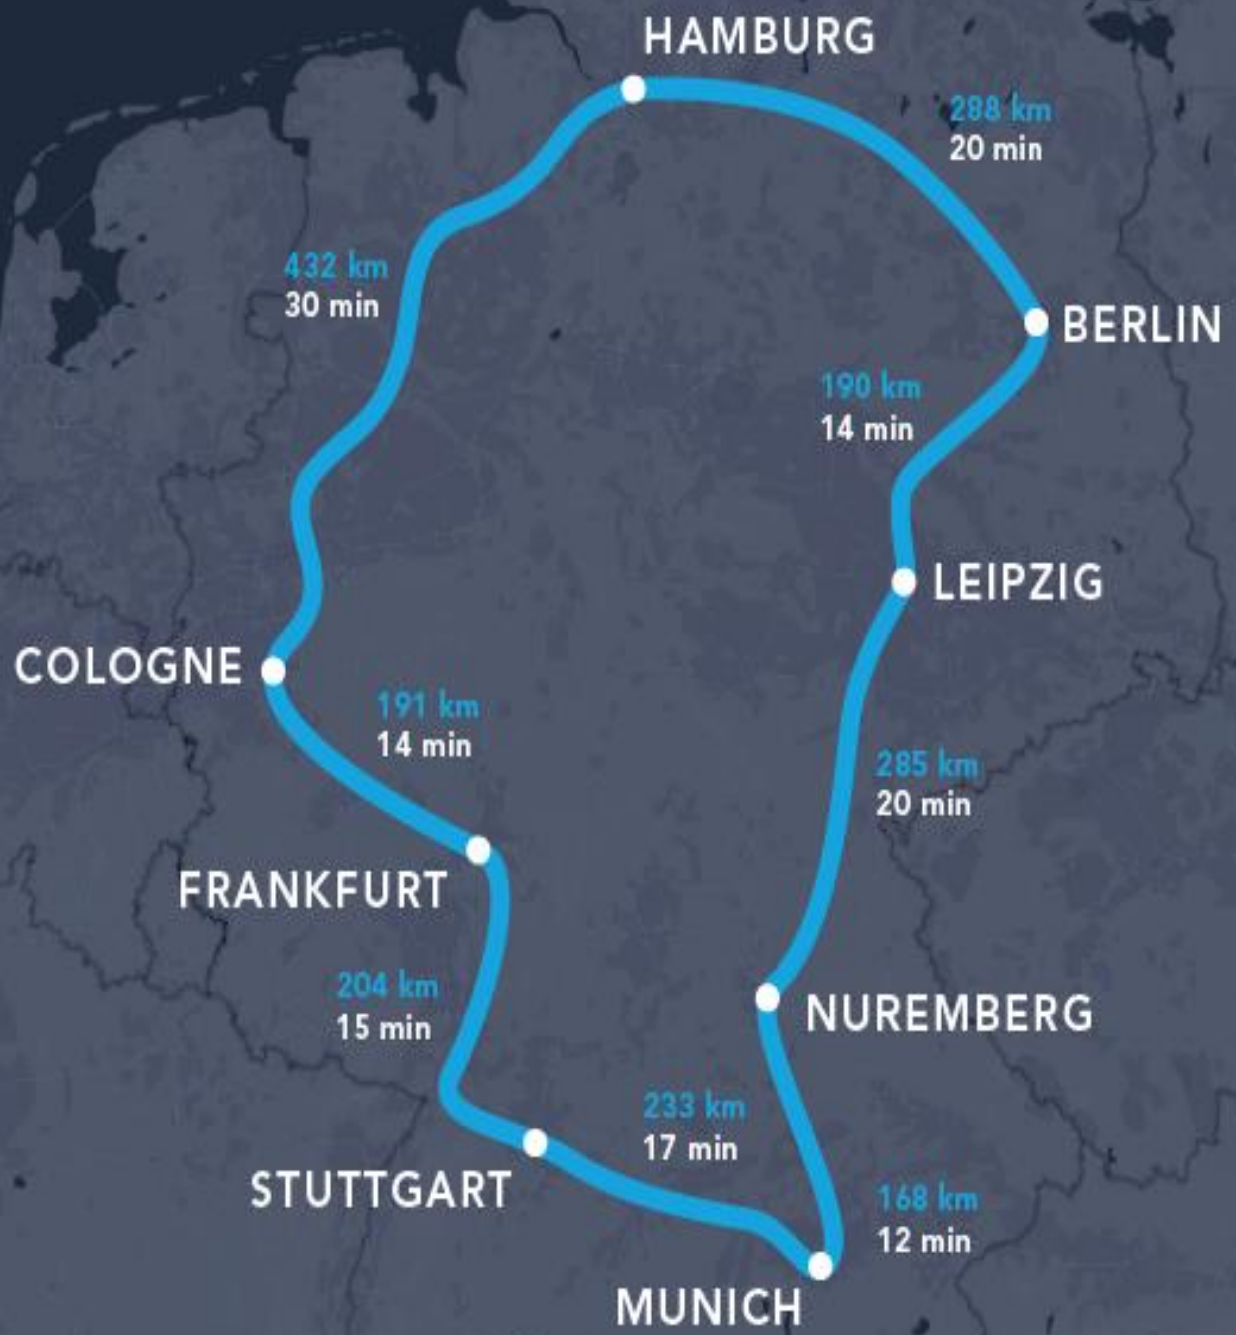 HAMBURG
288 km
20 min
432 km
30 min
BERLIN
190 km
14 min
LEIPZIG
COLOGNE
191 km
14 min
285 km
20 min
FRANKFURT
204 km
15 min
NUREMBERG
233 km
17 min
STUTTGART
168 km
12 min
MUNICH